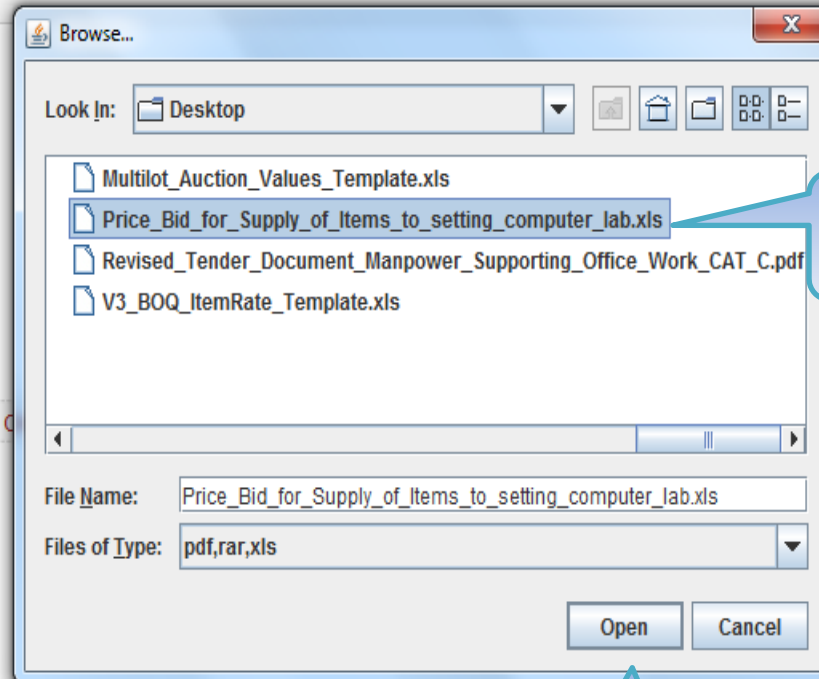 Browse...
Look In: Desktop
Multilot_Auction_Values_Template.xls
Price_Bid_for_Supply_of_Items_to_setting_computer_lab.xls
Revised_Tender_Document_Manpower_Supporting_Office_Work_CAT_C.pdf
V3_BOQ_ItemRate_Template.xls
File Name: Price_Bid_for_Supply_of_Items_to_setting_computer_lab.xls
Files of Type: pdf,rar,xls
Open Cancel